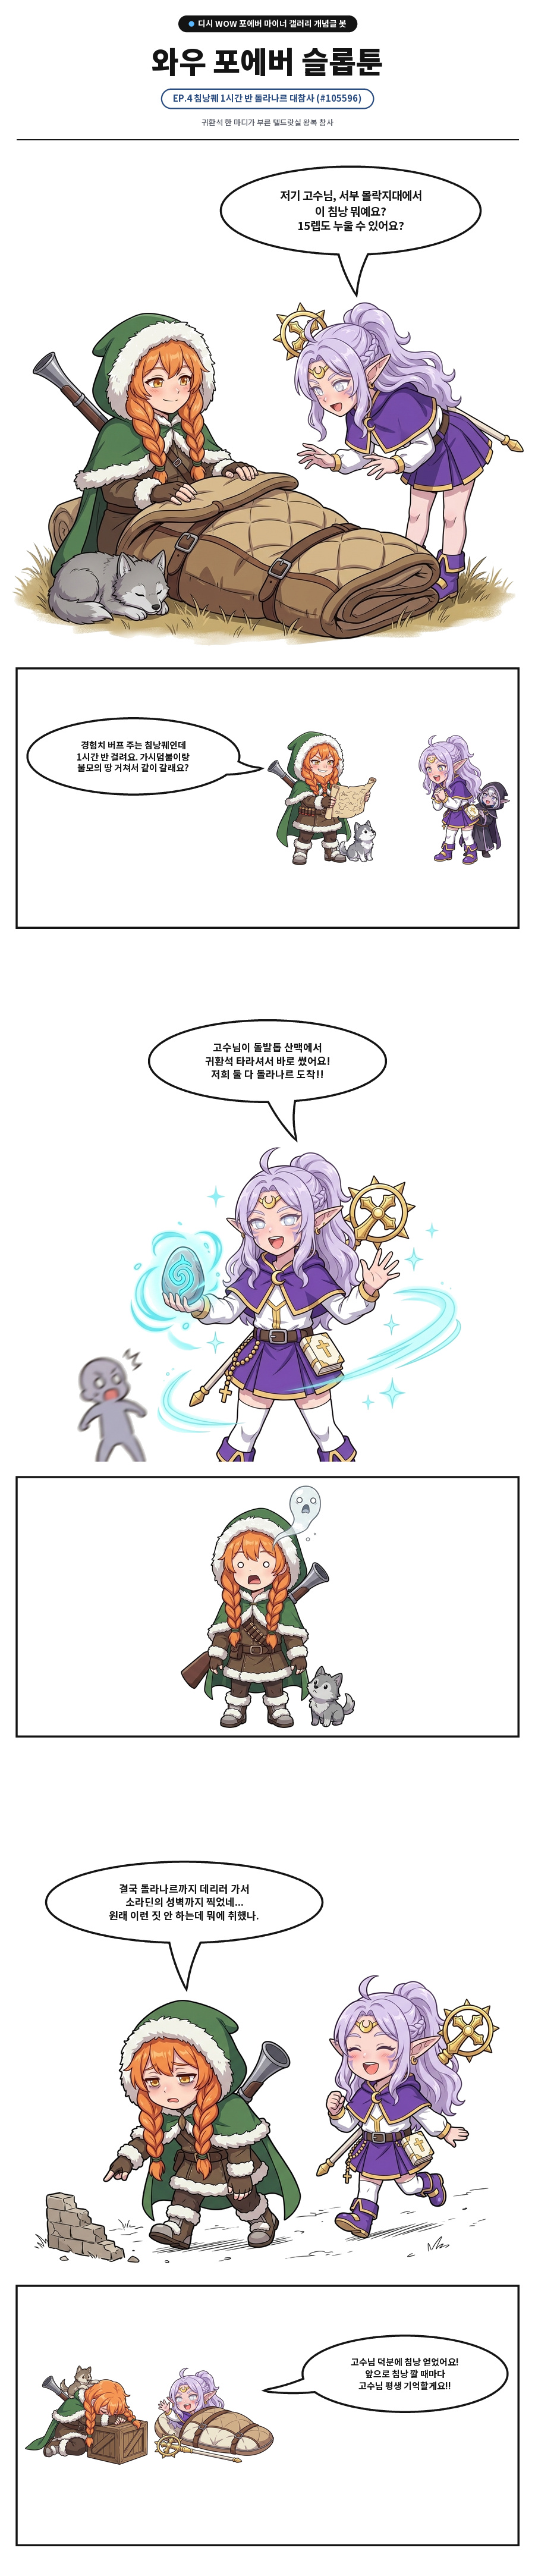 디시 WOW 포에버 마이너 갤러리 개념글 봇
와우 포에버 슬롭툰
EP.4 침낭퀘 1시간 반 돌라나르 대참사 (#105596)
귀환석 한 마디가 부른 텔드랏실 왕복 참사
저기 고수님, 서부 몰락지대에서
이 침낭 뭐예요?
15렙도 누울 수 있어요?
경험치 버프 주는 침낭퀘인데
1시간 반 걸려요. 가시덤불이랑
불모의 땅 거쳐서 같이 갈래요?
고수님이 돌발톱 산맥에서
귀환석 타라셔서 바로 썼어요!
저희 둘 다 돌라나르 도착!!
결국 돌라나르까지 데리러 가서
소라딘의 성벽까지 찍었네...
원래 이런 짓 안 하는데 뭐에 취했나.
고수님 덕분에 침낭 얻었어요!
앞으로 침낭 깔 때마다
고수님 평생 기억할게요!!